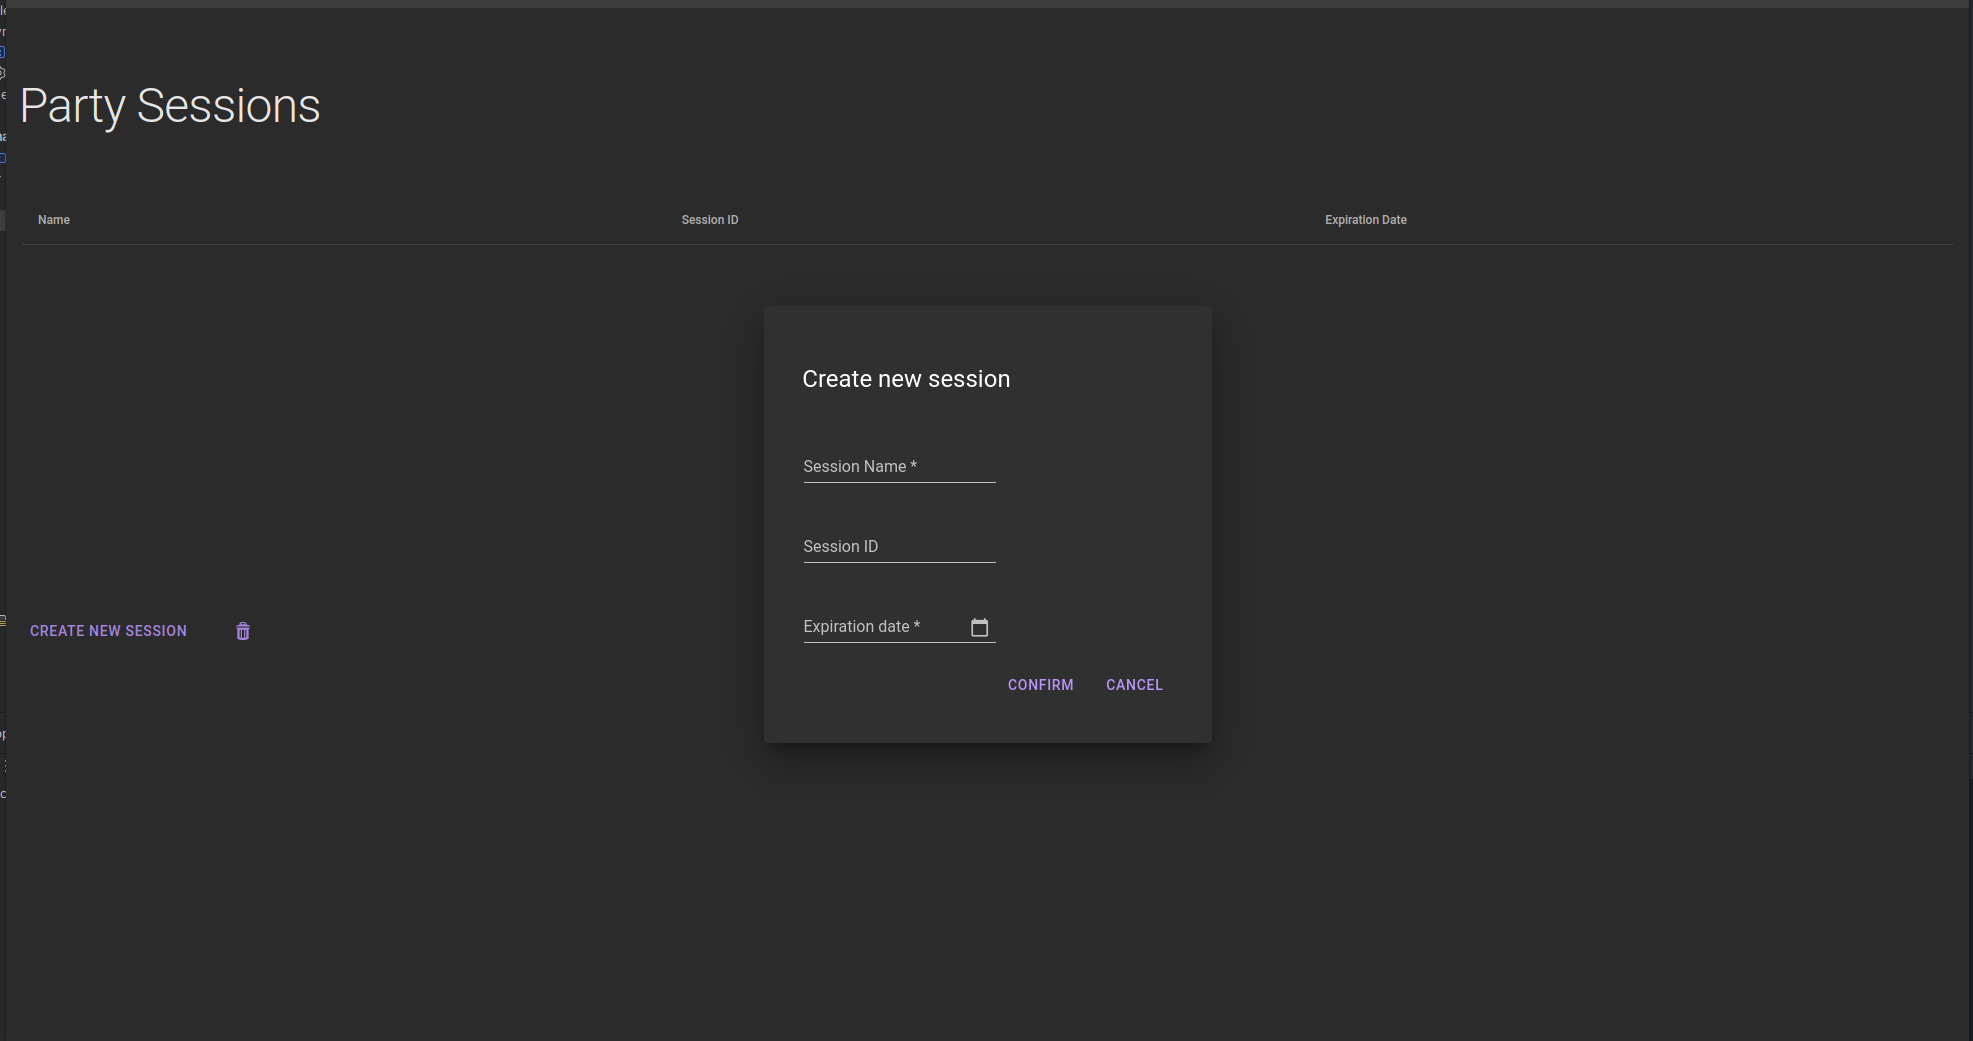 Party Sessions
Name Session ID Expiration Date
Create new session
Session Name *
Session ID
Expiration date *
CREATE NEW SESSION
CONFIRM CANCEL